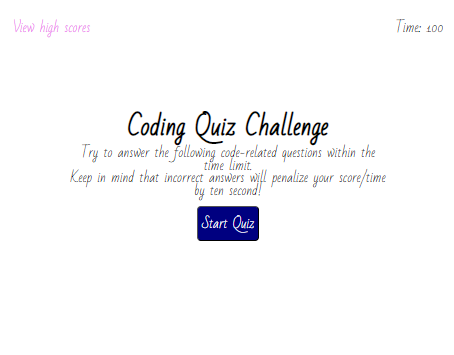 View high scores
Time: 100
Coding Quiz Challenge
Try to answer the following code-related questions within the
time limit.
Keep in mind that incorrect answers will penalize your score/time
by ten second!
Start Quiz